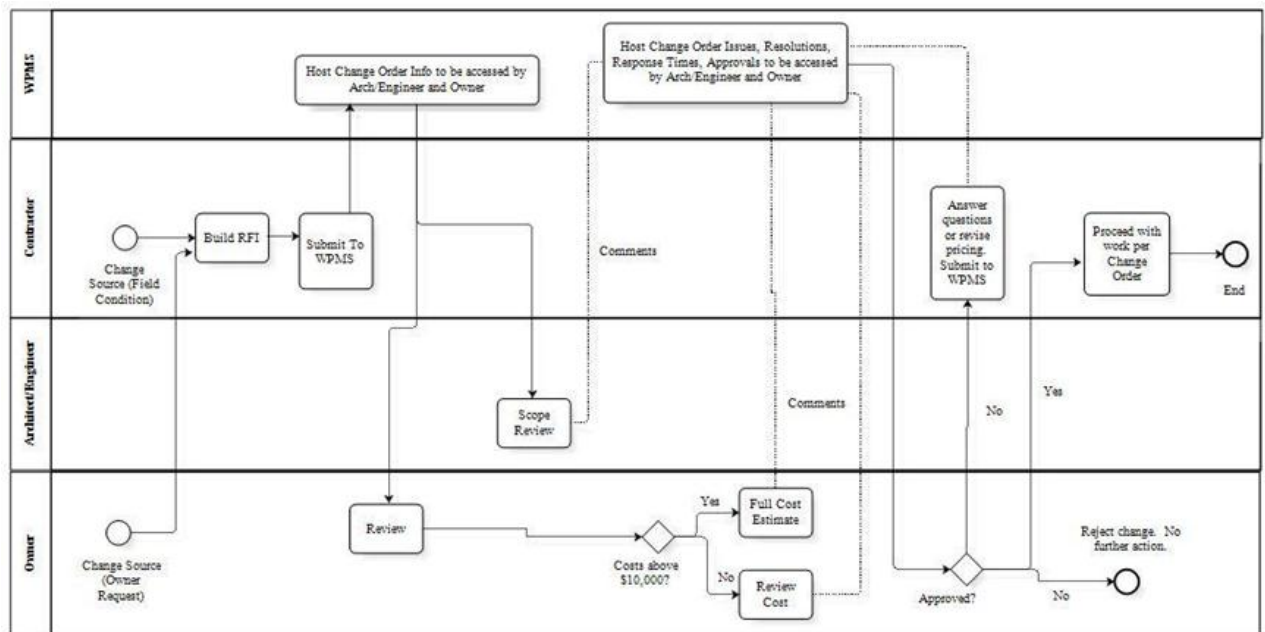 WPMS
Host Change Order Info to be accessed by
Arch/Engineer and Owner
Host Change Order Issues, Resolutions,
Response Times, Approvals to be accessed
by Arch/Engineer and Owner
Contractor
Change
Source (Field
Condition)
Build RFI
Submit To
WPMS
Comments
Answer
questions
or revise
pricing.
Submit to
WPMS
Proceed with
work per
Change
Order
End
Architect/Engineer
Scope
Review
Comments
No
Yes
Owner
Change Source
(Owner
Request)
Review
Costs above
$10,000?
Yes
No
Full Cost
Estimate
Review
Cost
Approved?
No
Reject change. No
further action.